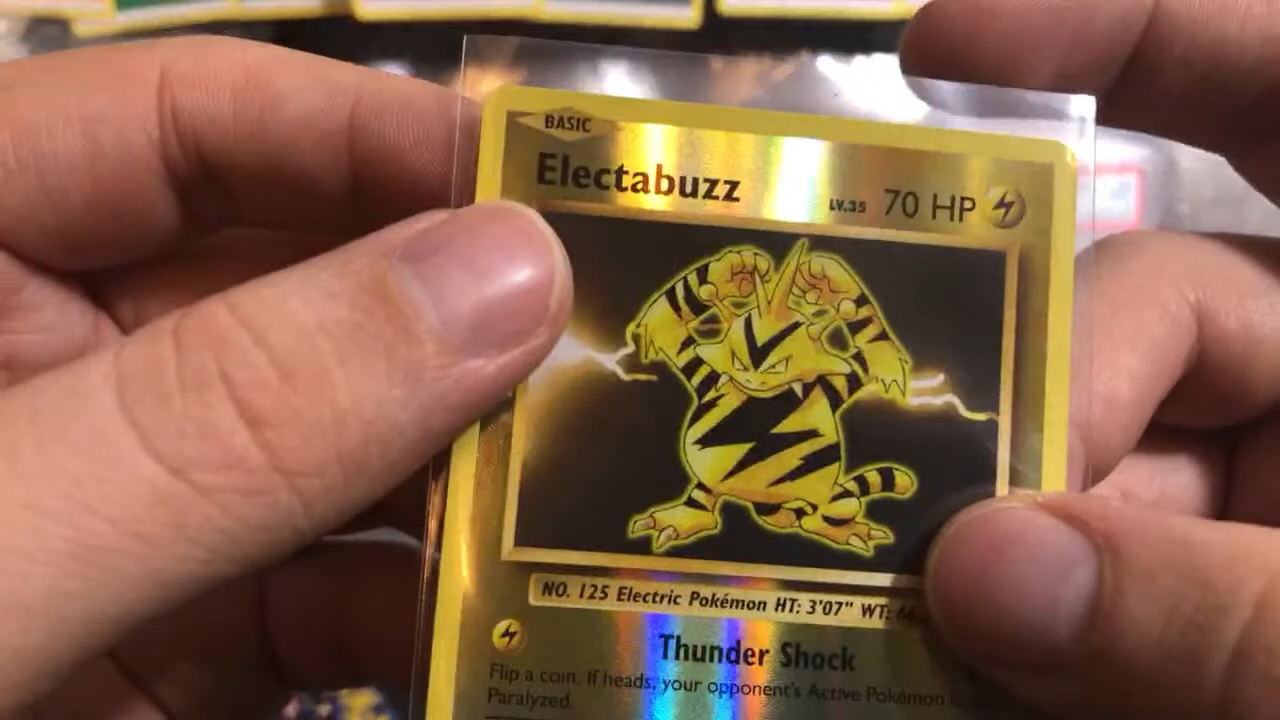 BASIC
Electabuzz
LV.35 70 HP
NO. 125 Electric Pokémon HT: 3'07" WT:
Thunder Shock
Flip a coin. If heads, your opponent's Active Pokémon
Paralyzed.